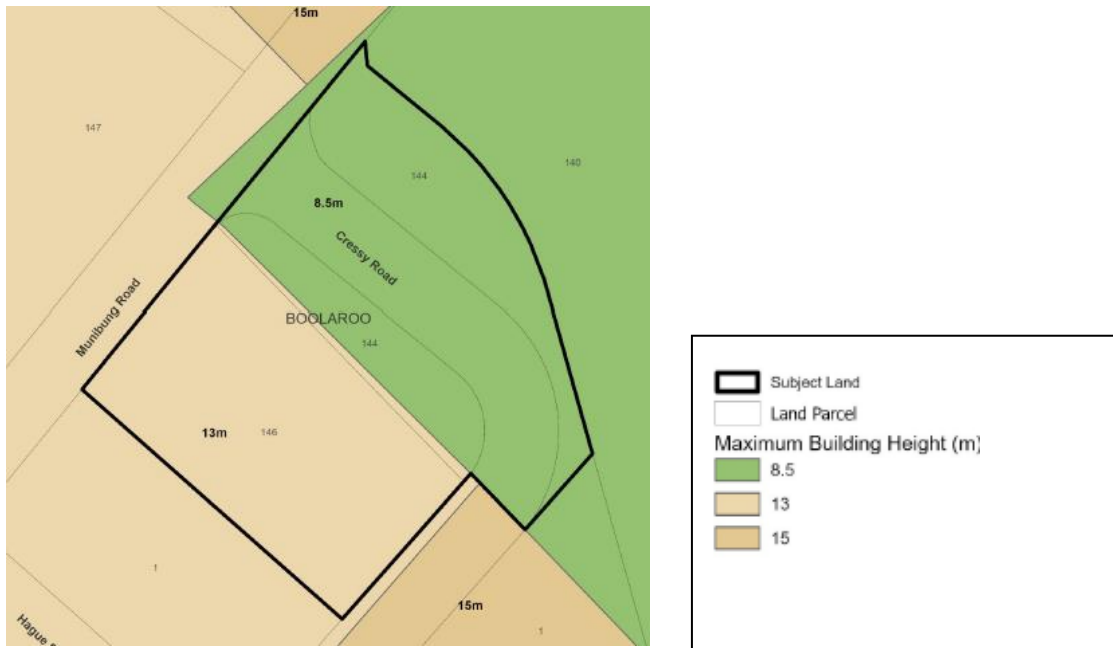 15m
147
140
144
8.5m
Cressy Road
Munibung Road
BOOLAROO
144
13m
146
1
15m
1
Hague
Subject Land
Land Parcel
Maximum Building Height (m)
8.5
13
15